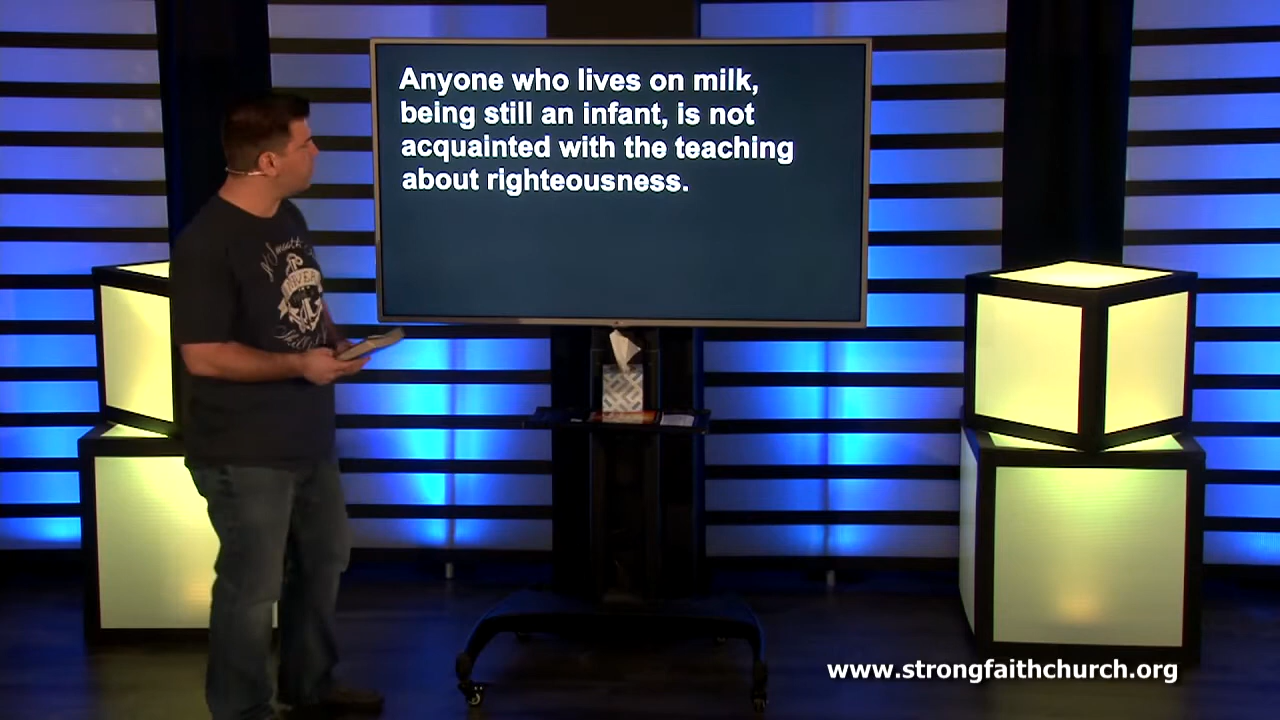 Anyone who lives on milk,
being still an infant, is not
acquainted with the teaching
about righteousness.
www.strongfaithchurch.org